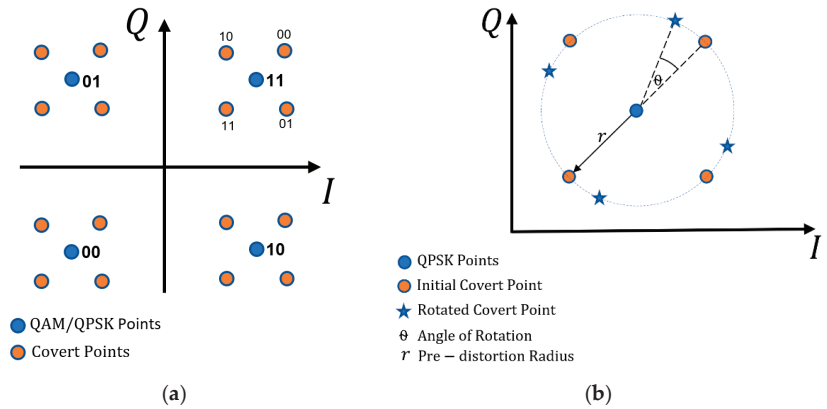 Q
10 00
01
11
11 01
I
00
10
QAM/QPSK Points
Covert Points
(a)
Q
θ
r
I
QPSK Points
Initial Covert Point
Rotated Covert Point
θ Angle of Rotation
r Pre − distortion Radius
(b)